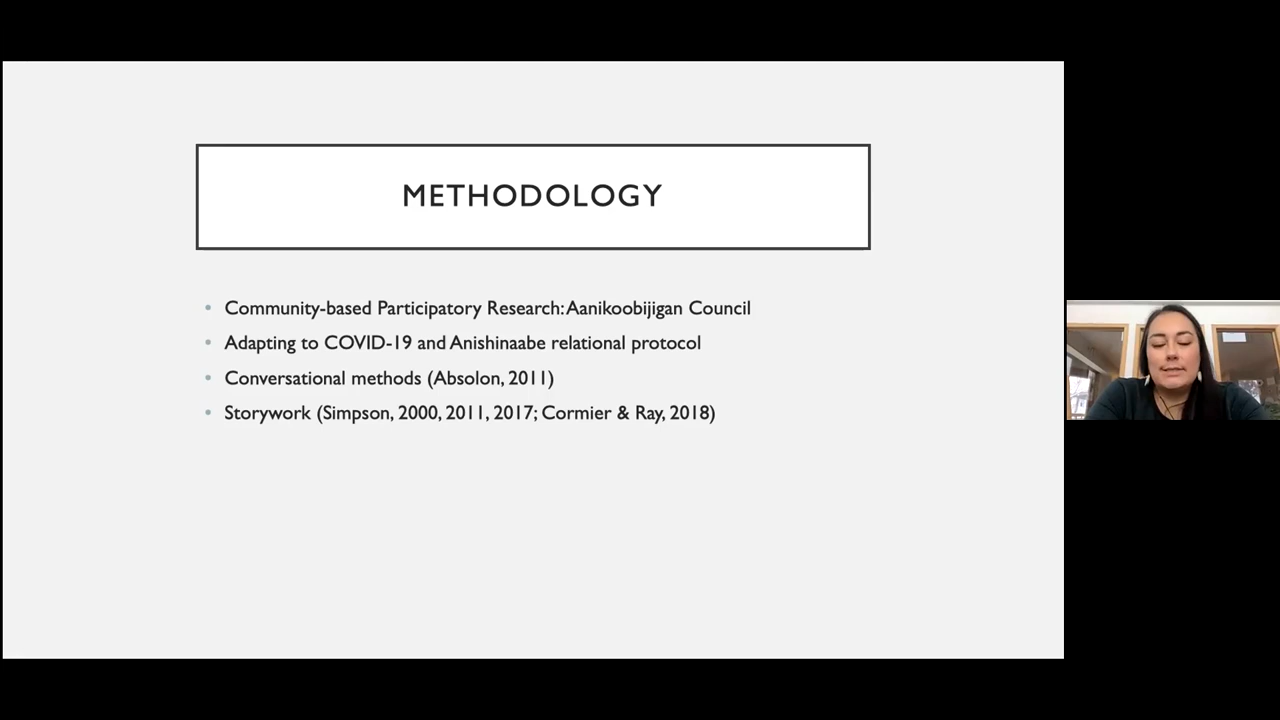 METHODOLOGY
• Community-based Participatory Research: Aanikoobijigan Council
• Adapting to COVID-19 and Anishinaabe relational protocol
• Conversational methods (Absolon, 2011)
• Storywork (Simpson, 2000, 2011, 2017; Cormier & Ray, 2018)